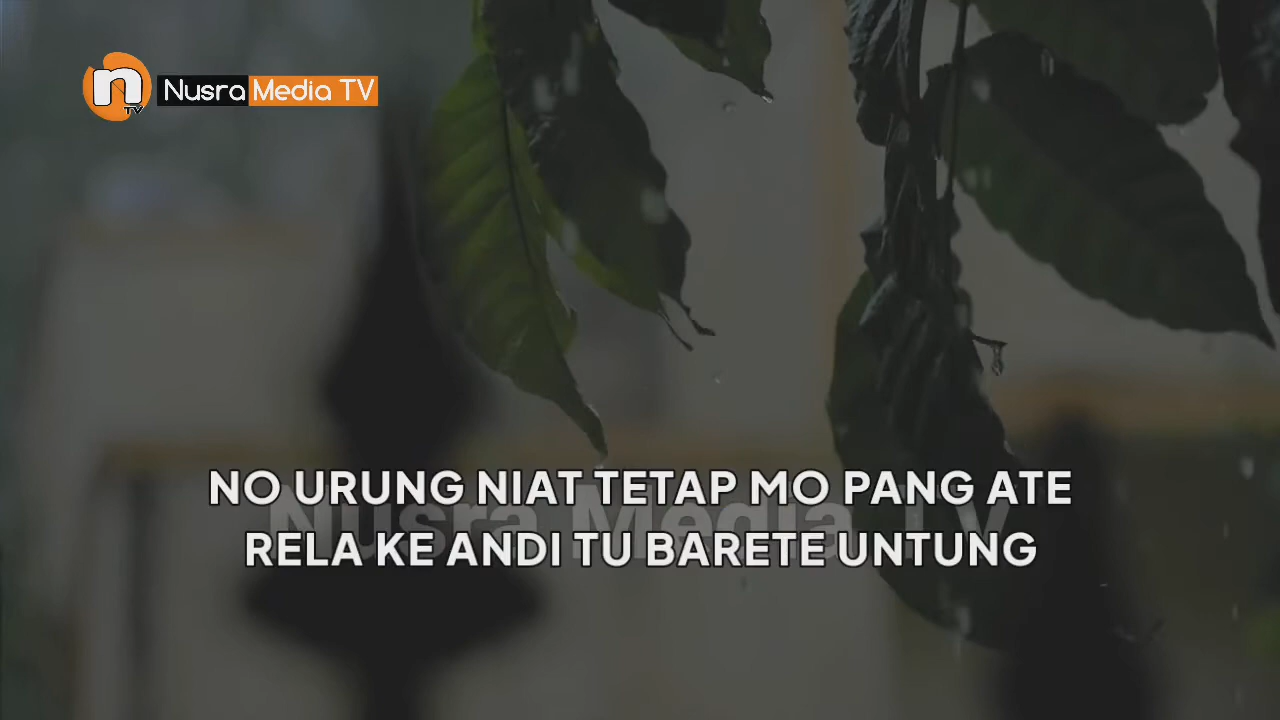 n TV Nusra Media TV
NO URUNG NIAT TETAP MO PANG ATE
Nusra Media Tv
RELA KE ANDI TU BARETE UNTUNG